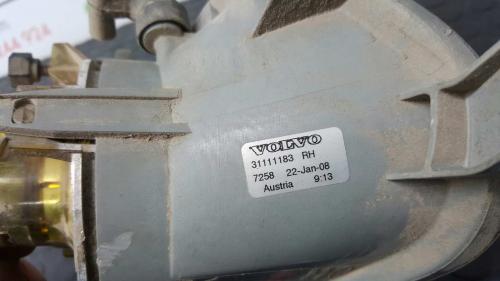 VOLVO
31111183 RH
7258 22-Jan-08
Austria 9:13